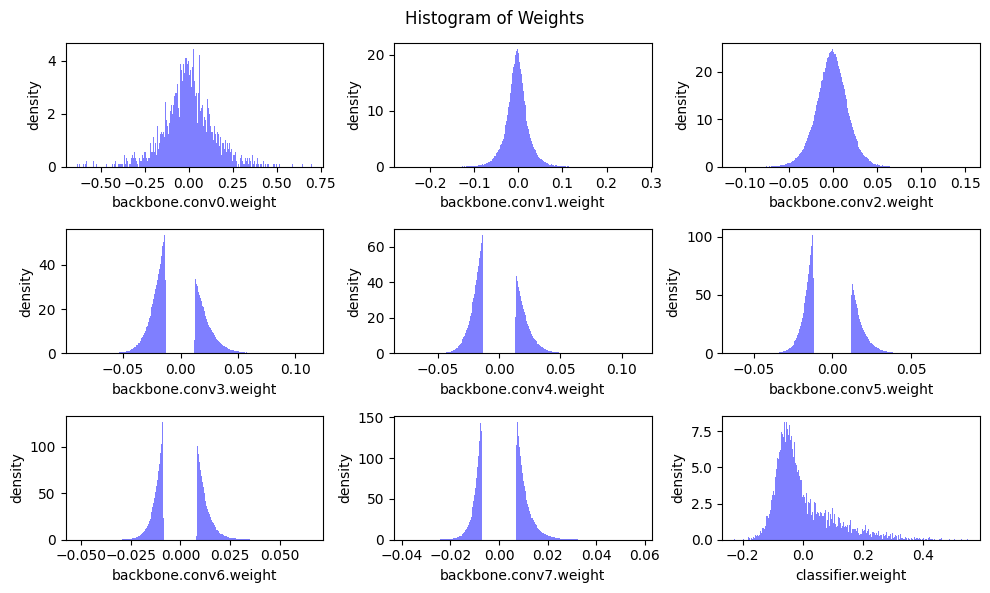 Histogram of Weights
density
4
2
0
−0.50 −0.25 0.00 0.25 0.50 0.75
backbone.conv0.weight
density
20
10
0
−0.2 −0.1 0.0 0.1 0.2 0.3
backbone.conv1.weight
density
20
10
0
−0.10 −0.05 0.00 0.05 0.10 0.15
backbone.conv2.weight
density
40
20
0
−0.05 0.00 0.05 0.10
backbone.conv3.weight
density
60
40
20
0
−0.05 0.00 0.05 0.10
backbone.conv4.weight
density
100
50
0
−0.05 0.00 0.05
backbone.conv5.weight
density
100
50
0
−0.050 −0.025 0.000 0.025 0.050
backbone.conv6.weight
density
150
100
50
0
−0.04 −0.02 0.00 0.02 0.04 0.06
backbone.conv7.weight
density
7.5
5.0
2.5
0.0
−0.2 0.0 0.2 0.4
classifier.weight